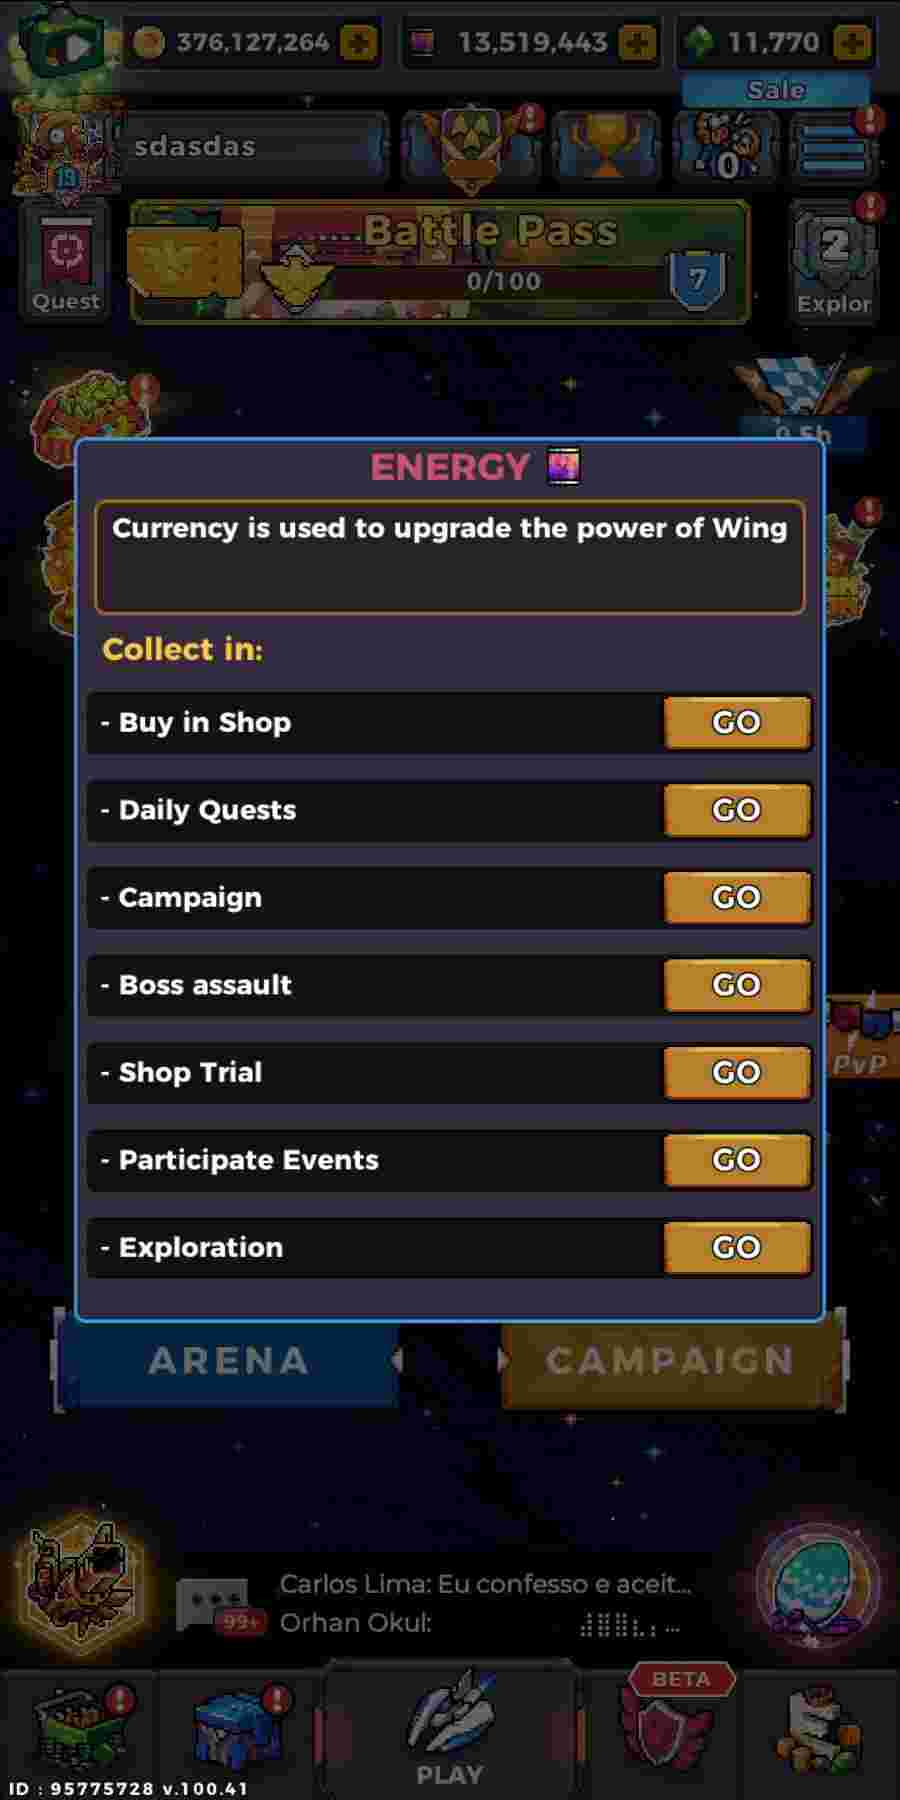 376,127,264
13,519,443
11,770
Sale
19
sdasdas
0
Quest
Battle Pass
0/100
7
2
Explor
0.5h
ENERGY
Currency is used to upgrade the power of Wing
Collect in:
- Buy in Shop GO
- Daily Quests GO
- Campaign GO
- Boss assault GO
- Shop Trial GO
- Participate Events GO
- Exploration GO
PvP
ARENA
CAMPAIGN
Carlos Lima: Eu confesso e aceit...
99+
Orhan Okul:
BETA
PLAY
ID : 95775728 v.100.41